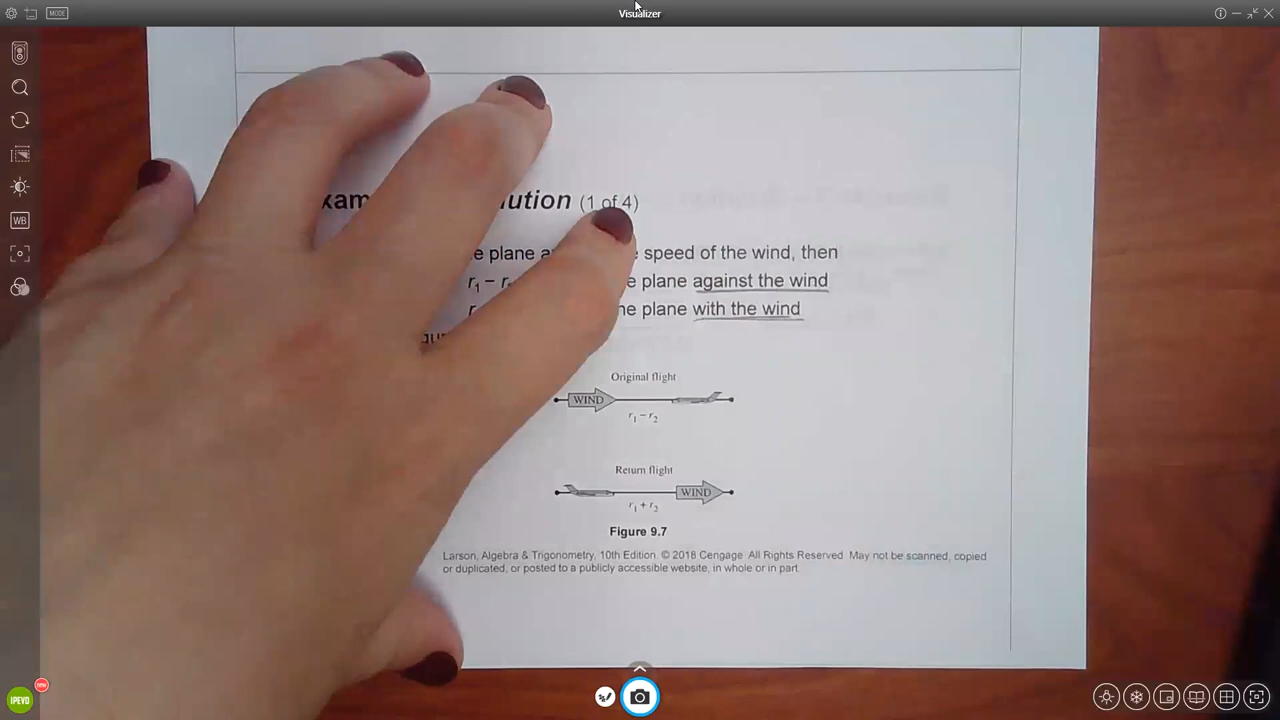 MODE
Visualizer
WB
ution (1 of 4)
e plane a speed of the wind, then
r₁ − r e plane against the wind
r he plane with the wind
Original flight
WIND
r₁ − r₂
Return flight
WIND
r₁ + r₂
Figure 9.7
Larson, Algebra & Trigonometry, 10th Edition. © 2018 Cengage. All Rights Reserved. May not be scanned, copied
or duplicated, or posted to a publicly accessible website, in whole or in part.
IPEVO
new